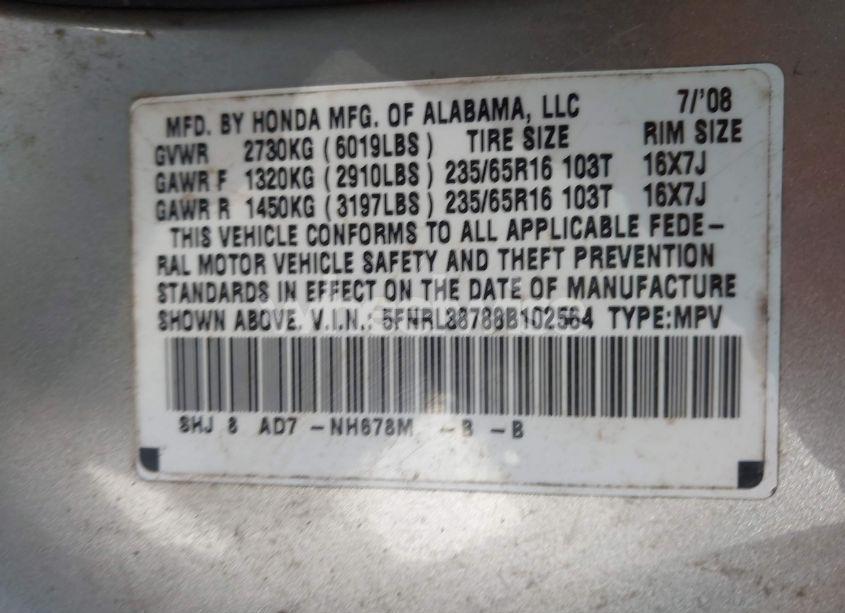 MFD. BY HONDA MFG. OF ALABAMA, LLC 7/'08
GVWR 2730KG (6019LBS) TIRE SIZE RIM SIZE
GAWR F 1320KG (2910LBS) 235/65R16 103T 16X7J
GAWR R 1450KG (3197LBS) 235/65R16 103T 16X7J
THIS VEHICLE CONFORMS TO ALL APPLICABLE FEDE-
RAL MOTOR VEHICLE SAFETY AND THEFT PREVENTION
STANDARDS IN EFFECT ON THE DATE OF MANUFACTURE
SHOWN ABOVE. V.I.N.: 5FNRL38788B102564 TYPE:MPV
SHJ 8 AD7 -NH678M -B -B